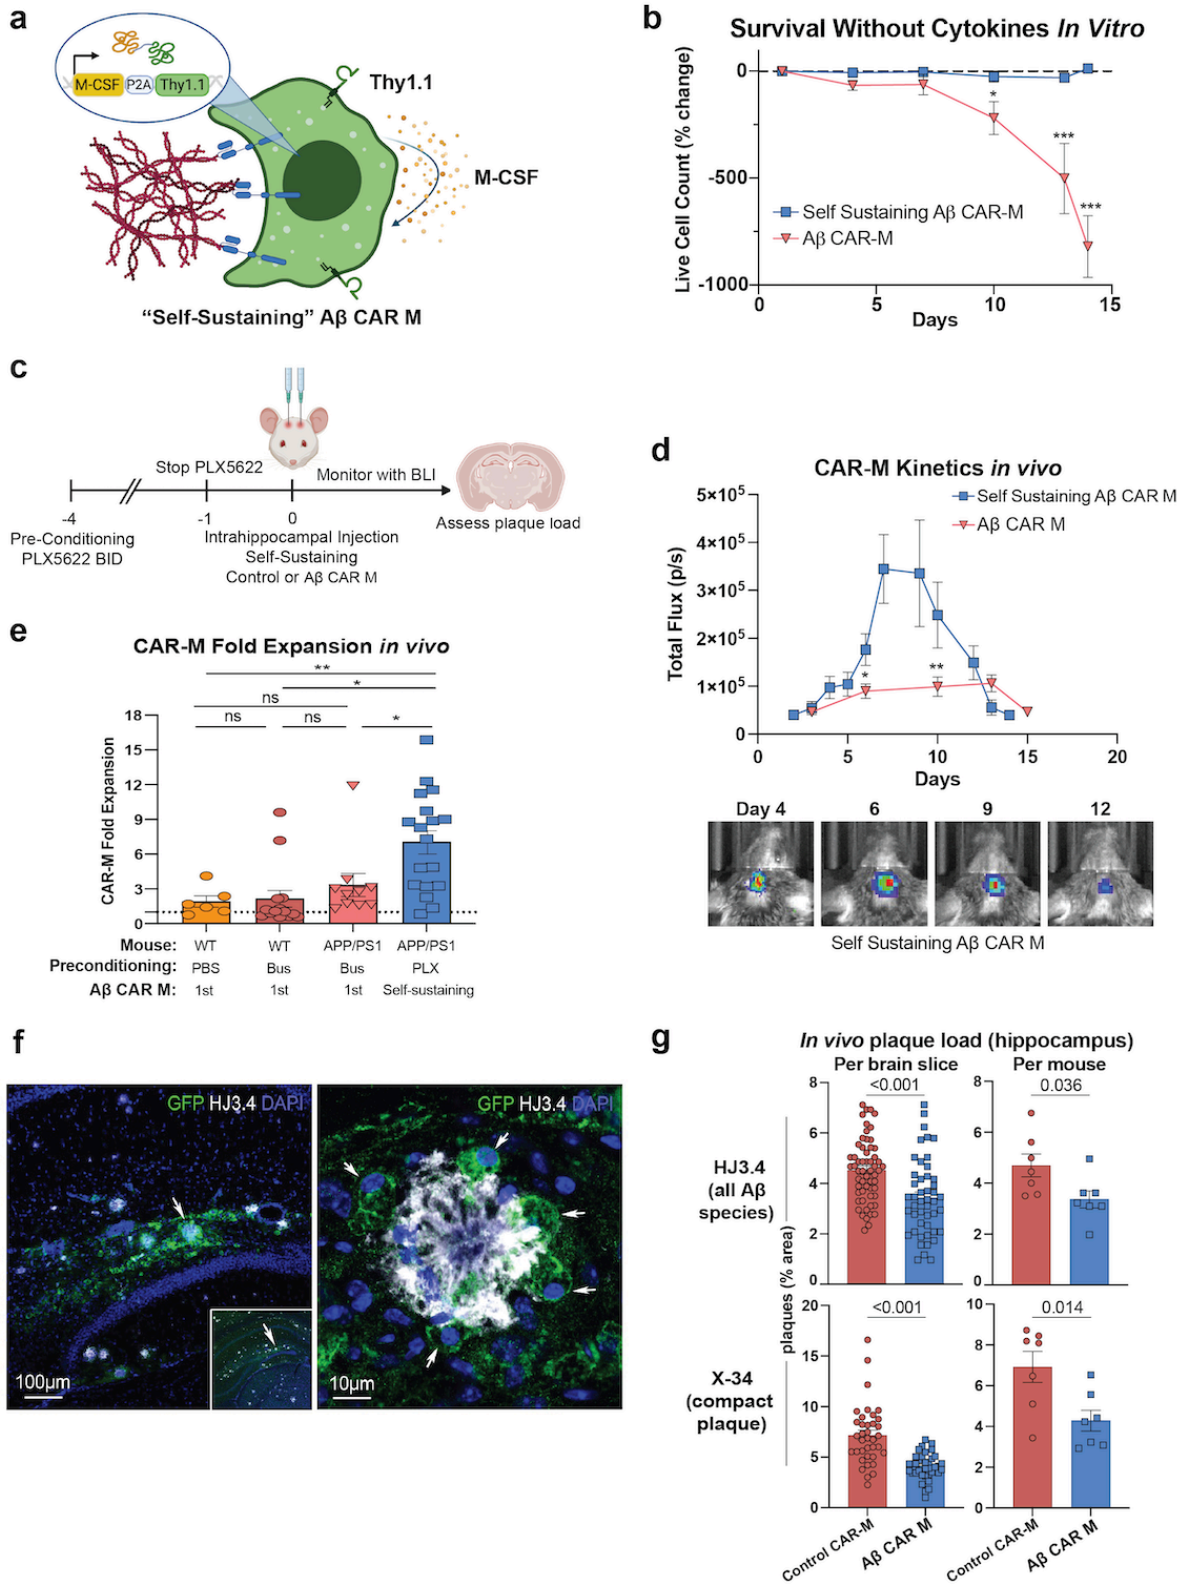 a
M-CSF P2A Thy1.1
Thy1.1
M-CSF
“Self-Sustaining” Aβ CAR M
b
Survival Without Cytokines In Vitro
Live Cell Count (% change)
0
-500
-1000
Self Sustaining Aβ CAR-M
Aβ CAR-M
*
***
***
0 5 10 15
Days
c
Stop PLX5622
Monitor with BLI
-4 -1 0
Pre-Conditioning
PLX5622 BID
Intrahippocampal Injection
Self-Sustaining
Control or Aβ CAR M
Assess plaque load
d
CAR-M Kinetics in vivo
Self Sustaining Aβ CAR M
Aβ CAR M
Total Flux (p/s)
5×10⁵
4×10⁵
3×10⁵
2×10⁵
1×10⁵
0
*
**
0 5 10 15 20
Days
Day 4 6 9 12
Self Sustaining Aβ CAR M
e
CAR-M Fold Expansion in vivo
**
*
ns
ns ns *
CAR-M Fold Expansion
18
15
12
9
6
3
0
Mouse: WT WT APP/PS1 APP/PS1
Preconditioning: PBS Bus Bus PLX
Aβ CAR M: 1st 1st 1st Self-sustaining
f
GFP HJ3.4 DAPI
100μm
GFP HJ3.4 DAPI
10μm
g
In vivo plaque load (hippocampus)
Per brain slice Per mouse
HJ3.4
(all Aβ
species)
X-34
(compact
plaque)
plaques (% area)
8
6
4
2
0
<0.001
8
6
4
2
0
0.036
20
15
10
5
0
<0.001
10
8
6
4
2
0
0.014
Control CAR-M Aβ CAR M Control CAR-M Aβ CAR M